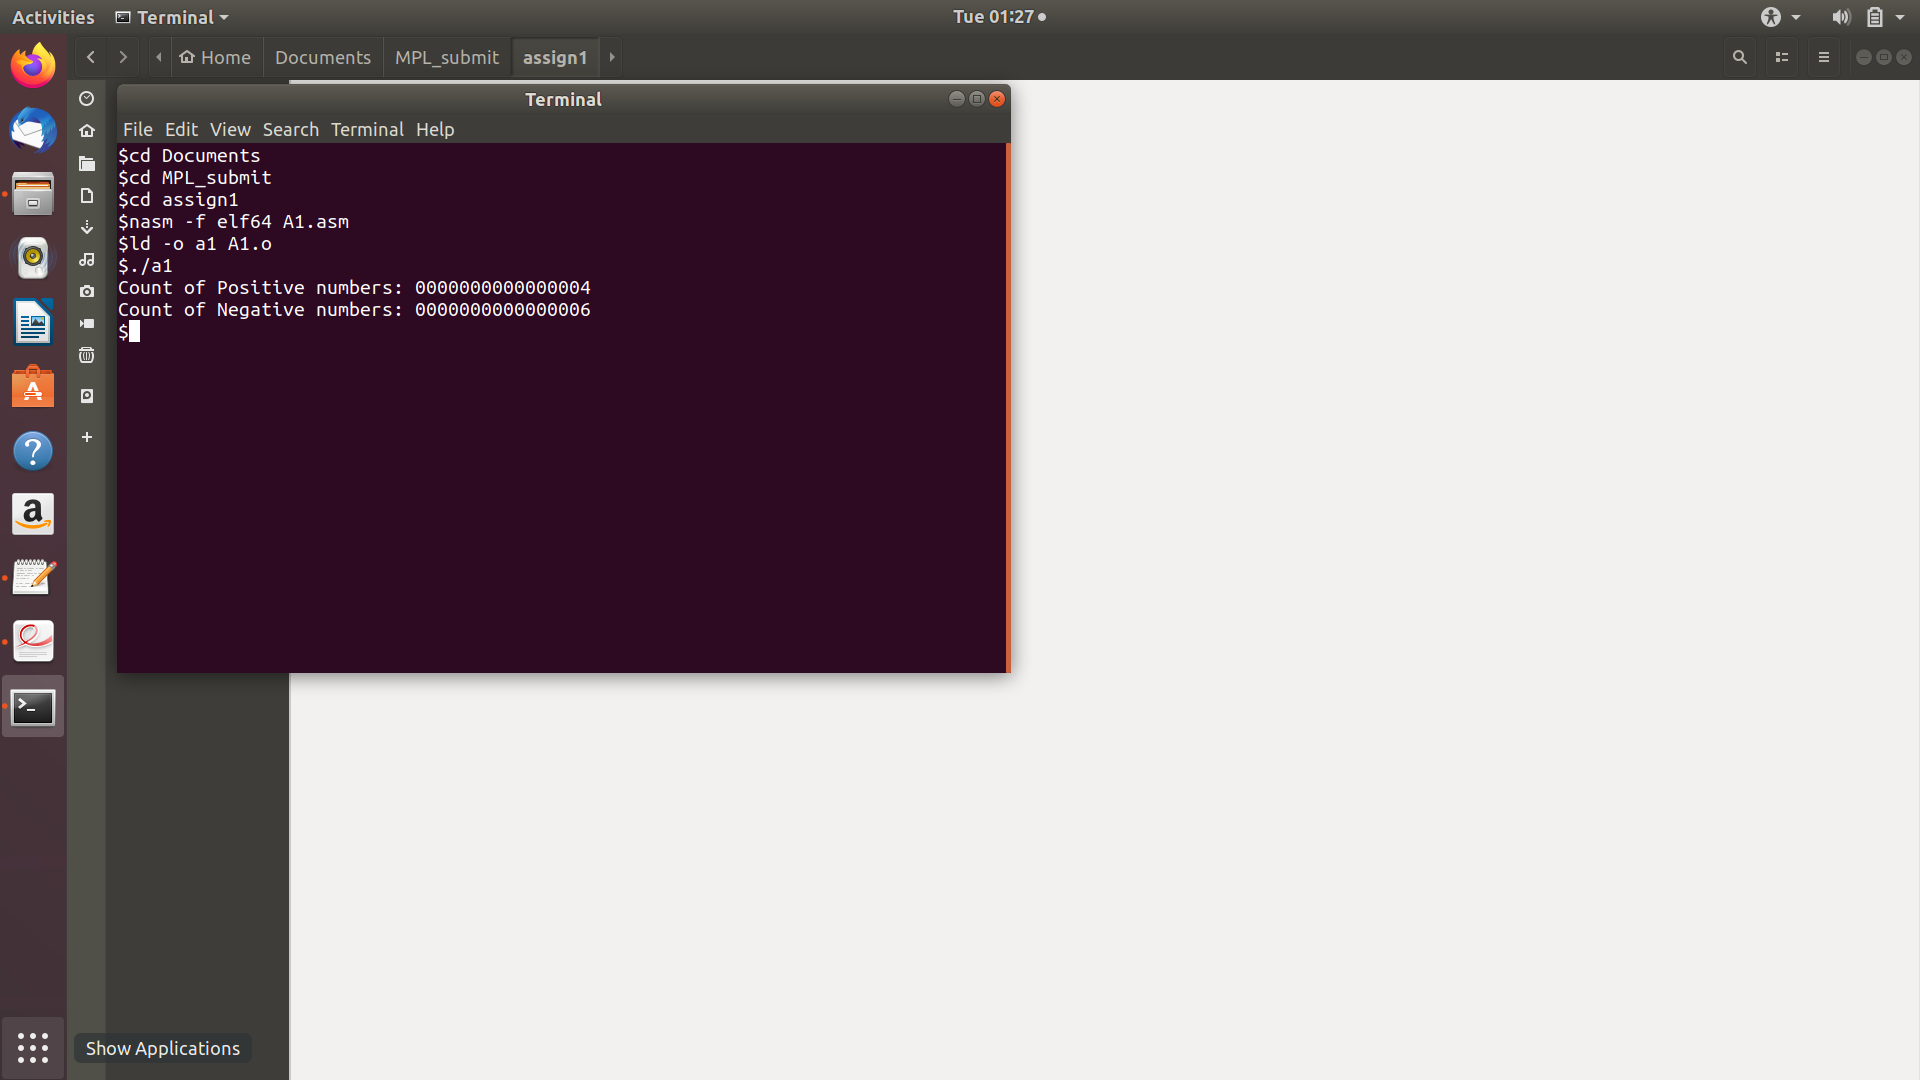 Activities Terminal Tue 01:27
Home Documents MPL_submit assign1
Terminal
File Edit View Search Terminal Help
$cd Documents
$cd MPL_submit
$cd assign1
$nasm -f elf64 A1.asm
$ld -o a1 A1.o
$./a1
Count of Positive numbers: 0000000000000004
Count of Negative numbers: 0000000000000006
$
Show Applications